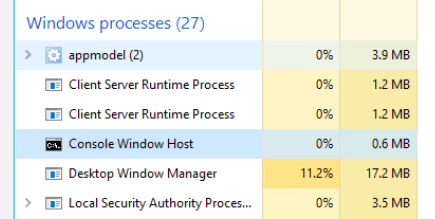 Windows processes (27)
appmodel (2) 0% 3.9 MB
Client Server Runtime Process 0% 1.2 MB
Client Server Runtime Process 0% 1.2 MB
Console Window Host 0% 0.6 MB
Desktop Window Manager 11.2% 17.2 MB
Local Security Authority Proces... 0% 3.5 MB